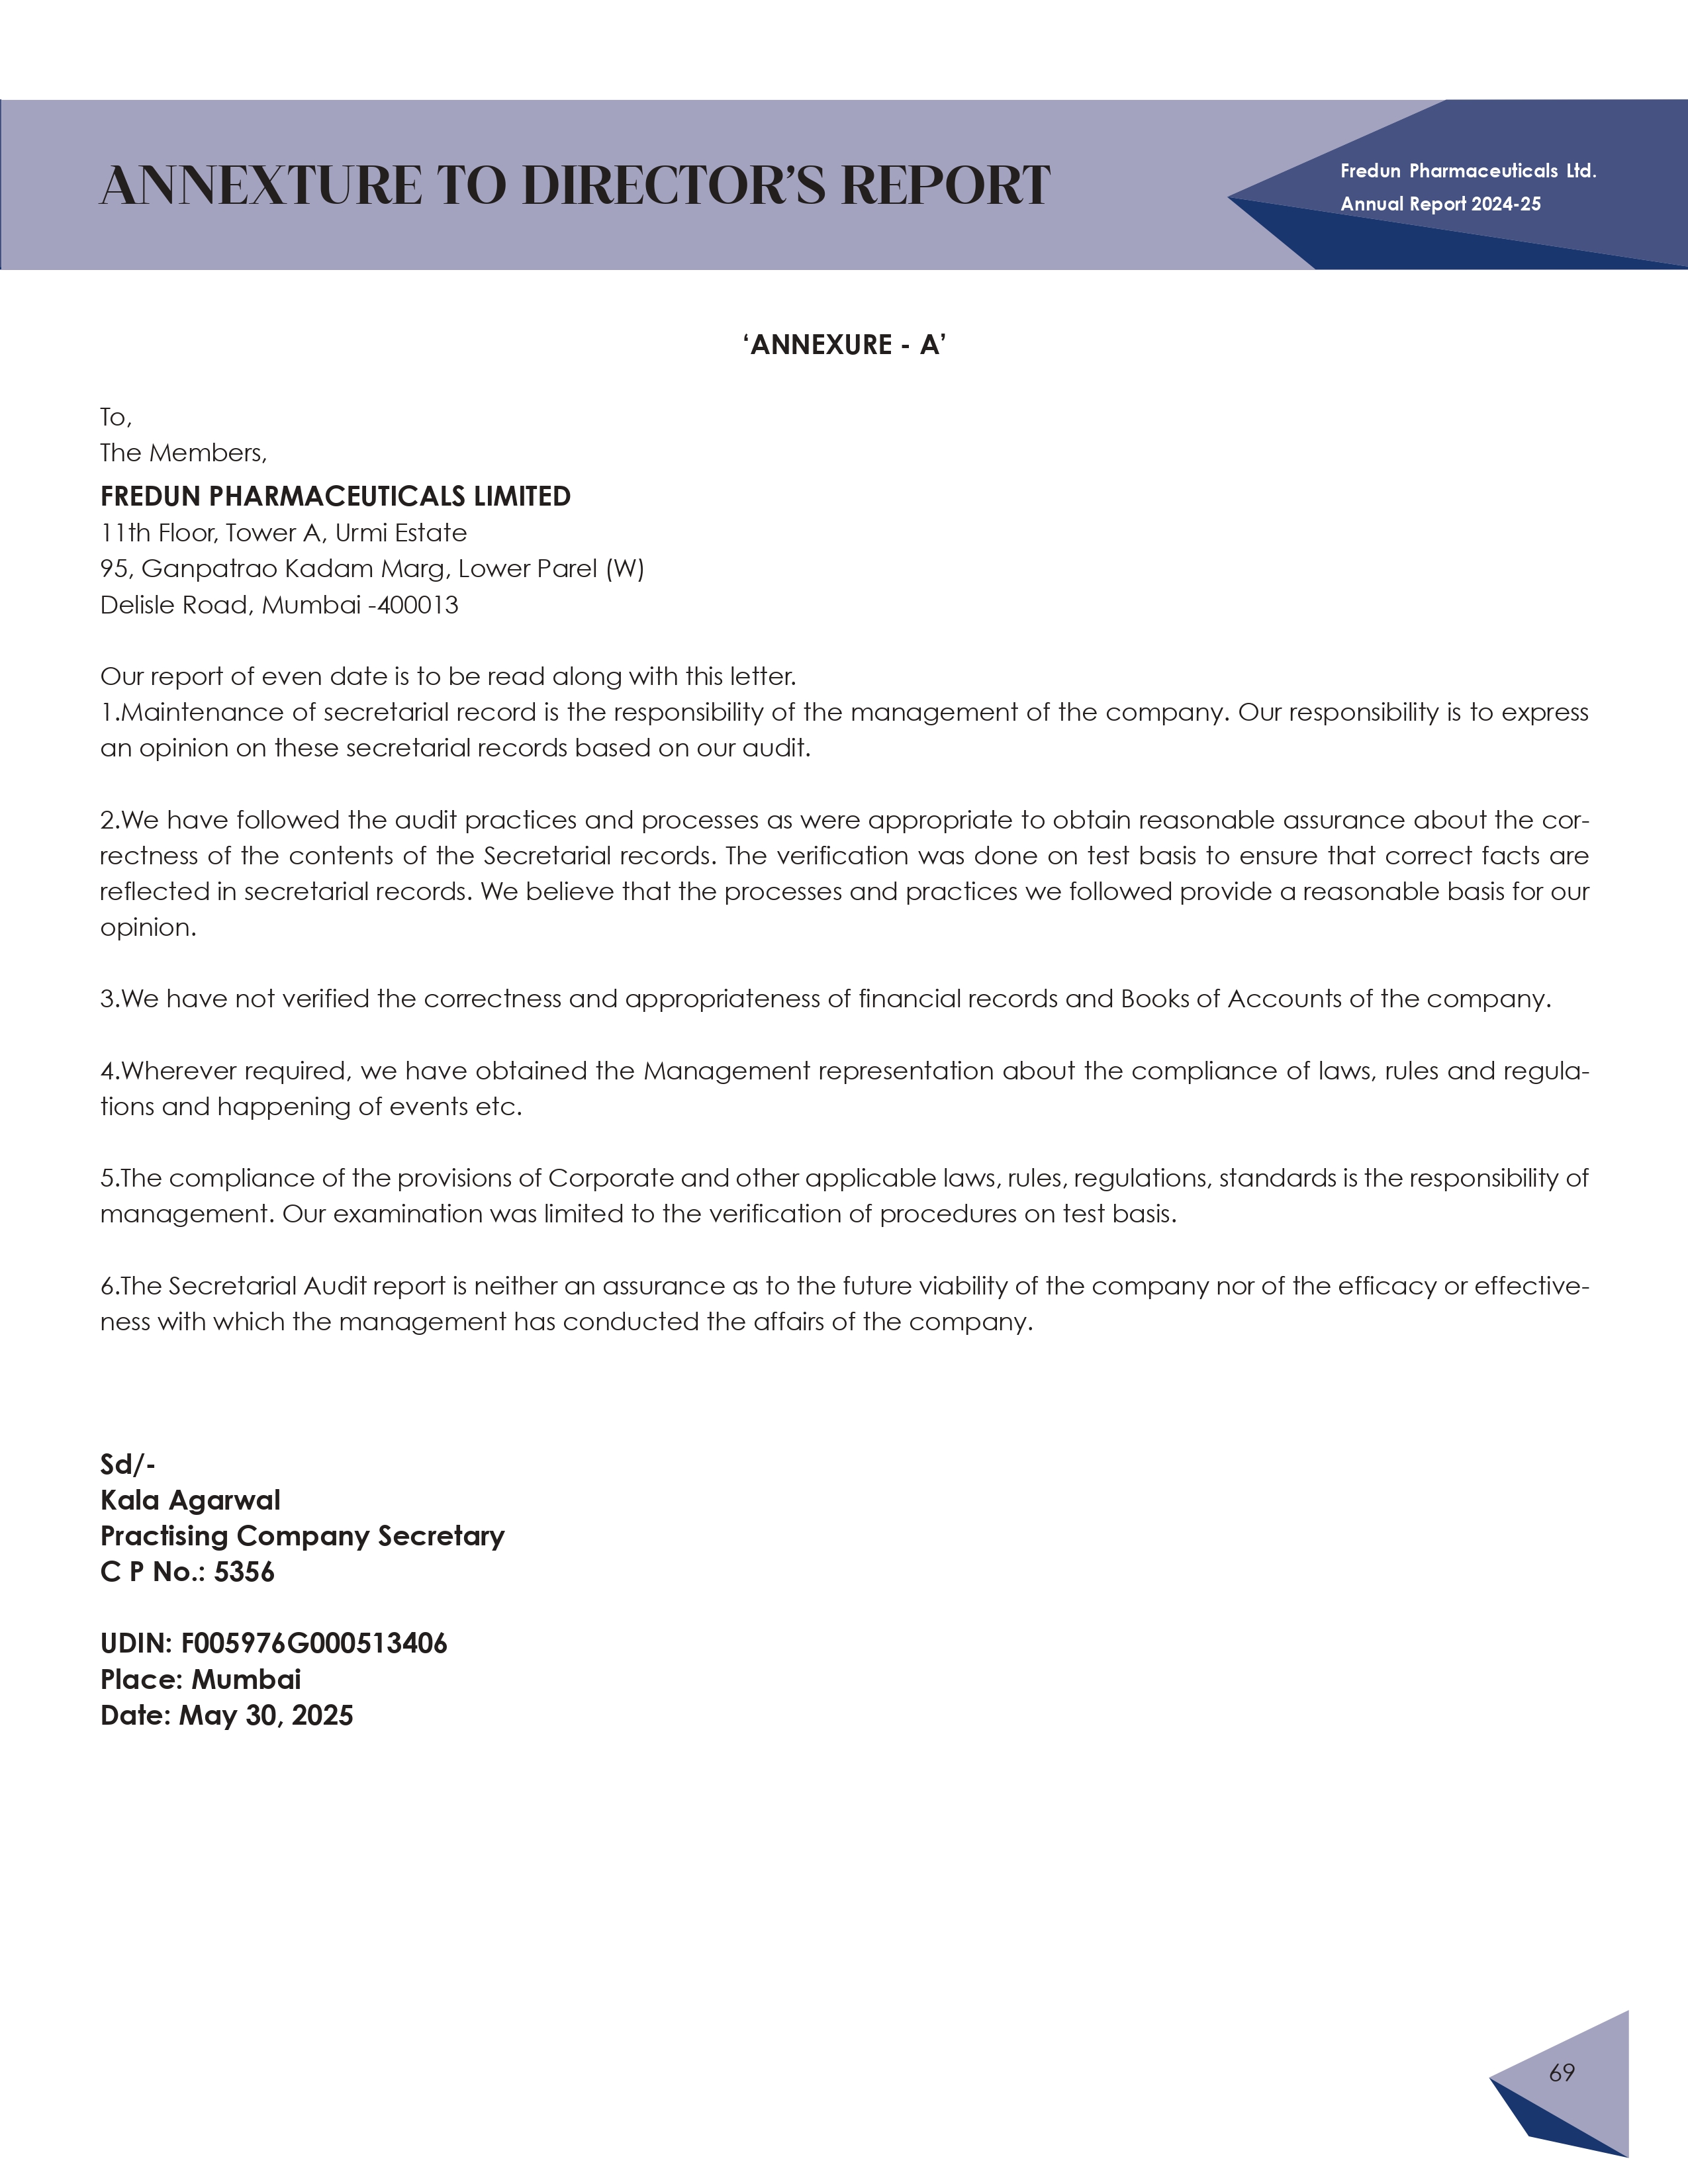 ANNEXTURE TO DIRECTOR’S REPORT
Fredun Pharmaceuticals Ltd.
Annual Report 2024-25
‘ANNEXURE - A’
To,
The Members,
FREDUN PHARMACEUTICALS LIMITED
11th Floor, Tower A, Urmi Estate
95, Ganpatrao Kadam Marg, Lower Parel (W)
Delisle Road, Mumbai -400013
Our report of even date is to be read along with this letter.
1.Maintenance of secretarial record is the responsibility of the management of the company. Our responsibility is to express
an opinion on these secretarial records based on our audit.
2.We have followed the audit practices and processes as were appropriate to obtain reasonable assurance about the cor-
rectness of the contents of the Secretarial records. The verification was done on test basis to ensure that correct facts are
reflected in secretarial records. We believe that the processes and practices we followed provide a reasonable basis for our
opinion.
3.We have not verified the correctness and appropriateness of financial records and Books of Accounts of the company.
4.Wherever required, we have obtained the Management representation about the compliance of laws, rules and regula-
tions and happening of events etc.
5.The compliance of the provisions of Corporate and other applicable laws, rules, regulations, standards is the responsibility of
management. Our examination was limited to the verification of procedures on test basis.
6.The Secretarial Audit report is neither an assurance as to the future viability of the company nor of the efficacy or effective-
ness with which the management has conducted the affairs of the company.
Sd/-
Kala Agarwal
Practising Company Secretary
C P No.: 5356
UDIN: F005976G000513406
Place: Mumbai
Date: May 30, 2025
69